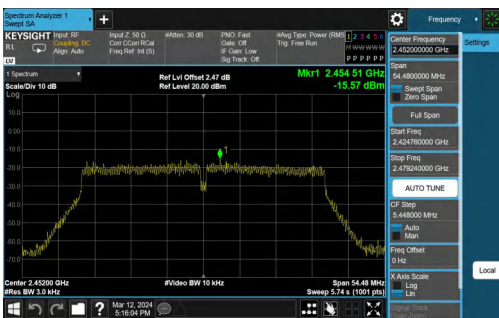 Spectrum Analyzer 1
Swept SA
+
Frequency
KEYSIGHT
RL
Input: RF
Coupling: DC
Align: Auto
Input Z: 50 Ω
Corr CCorr RCal
Freq Ref: Int (S)
#Atten: 30 dB
PNO: Fast
Gate: Off
IF Gain: Low
Sig Track: Off
#Avg Type: Power (RMS
Trig: Free Run
1 2 3 4 5 6
M W W W W W
P P P P P P
LV
1 Spectrum
Scale/Div 10 dB
Log
Ref Lvl Offset 2.47 dB
Ref Level 20.00 dBm
Mkr1 2.454 51 GHz
-15.57 dBm
10.0
0.00
-10.0
-20.0
-30.0
-40.0
-50.0
-60.0
-70.0
1
Center 2.45200 GHz
#Res BW 3.0 kHz
#Video BW 10 kHz
Span 54.48 MHz
Sweep 5.74 s (1001 pts)
Mar 12, 2024
5:16:04 PM
?
Center Frequency
2.452000000 GHz
Span
54.4800000 MHz
Swept Span
Zero Span
Full Span
Start Freq
2.424760000 GHz
Stop Freq
2.479240000 GHz
AUTO TUNE
CF Step
5.448000 MHz
Auto
Man
Freq Offset
0 Hz
X Axis Scale
Log
Lin
Signal Track
Settings
Local